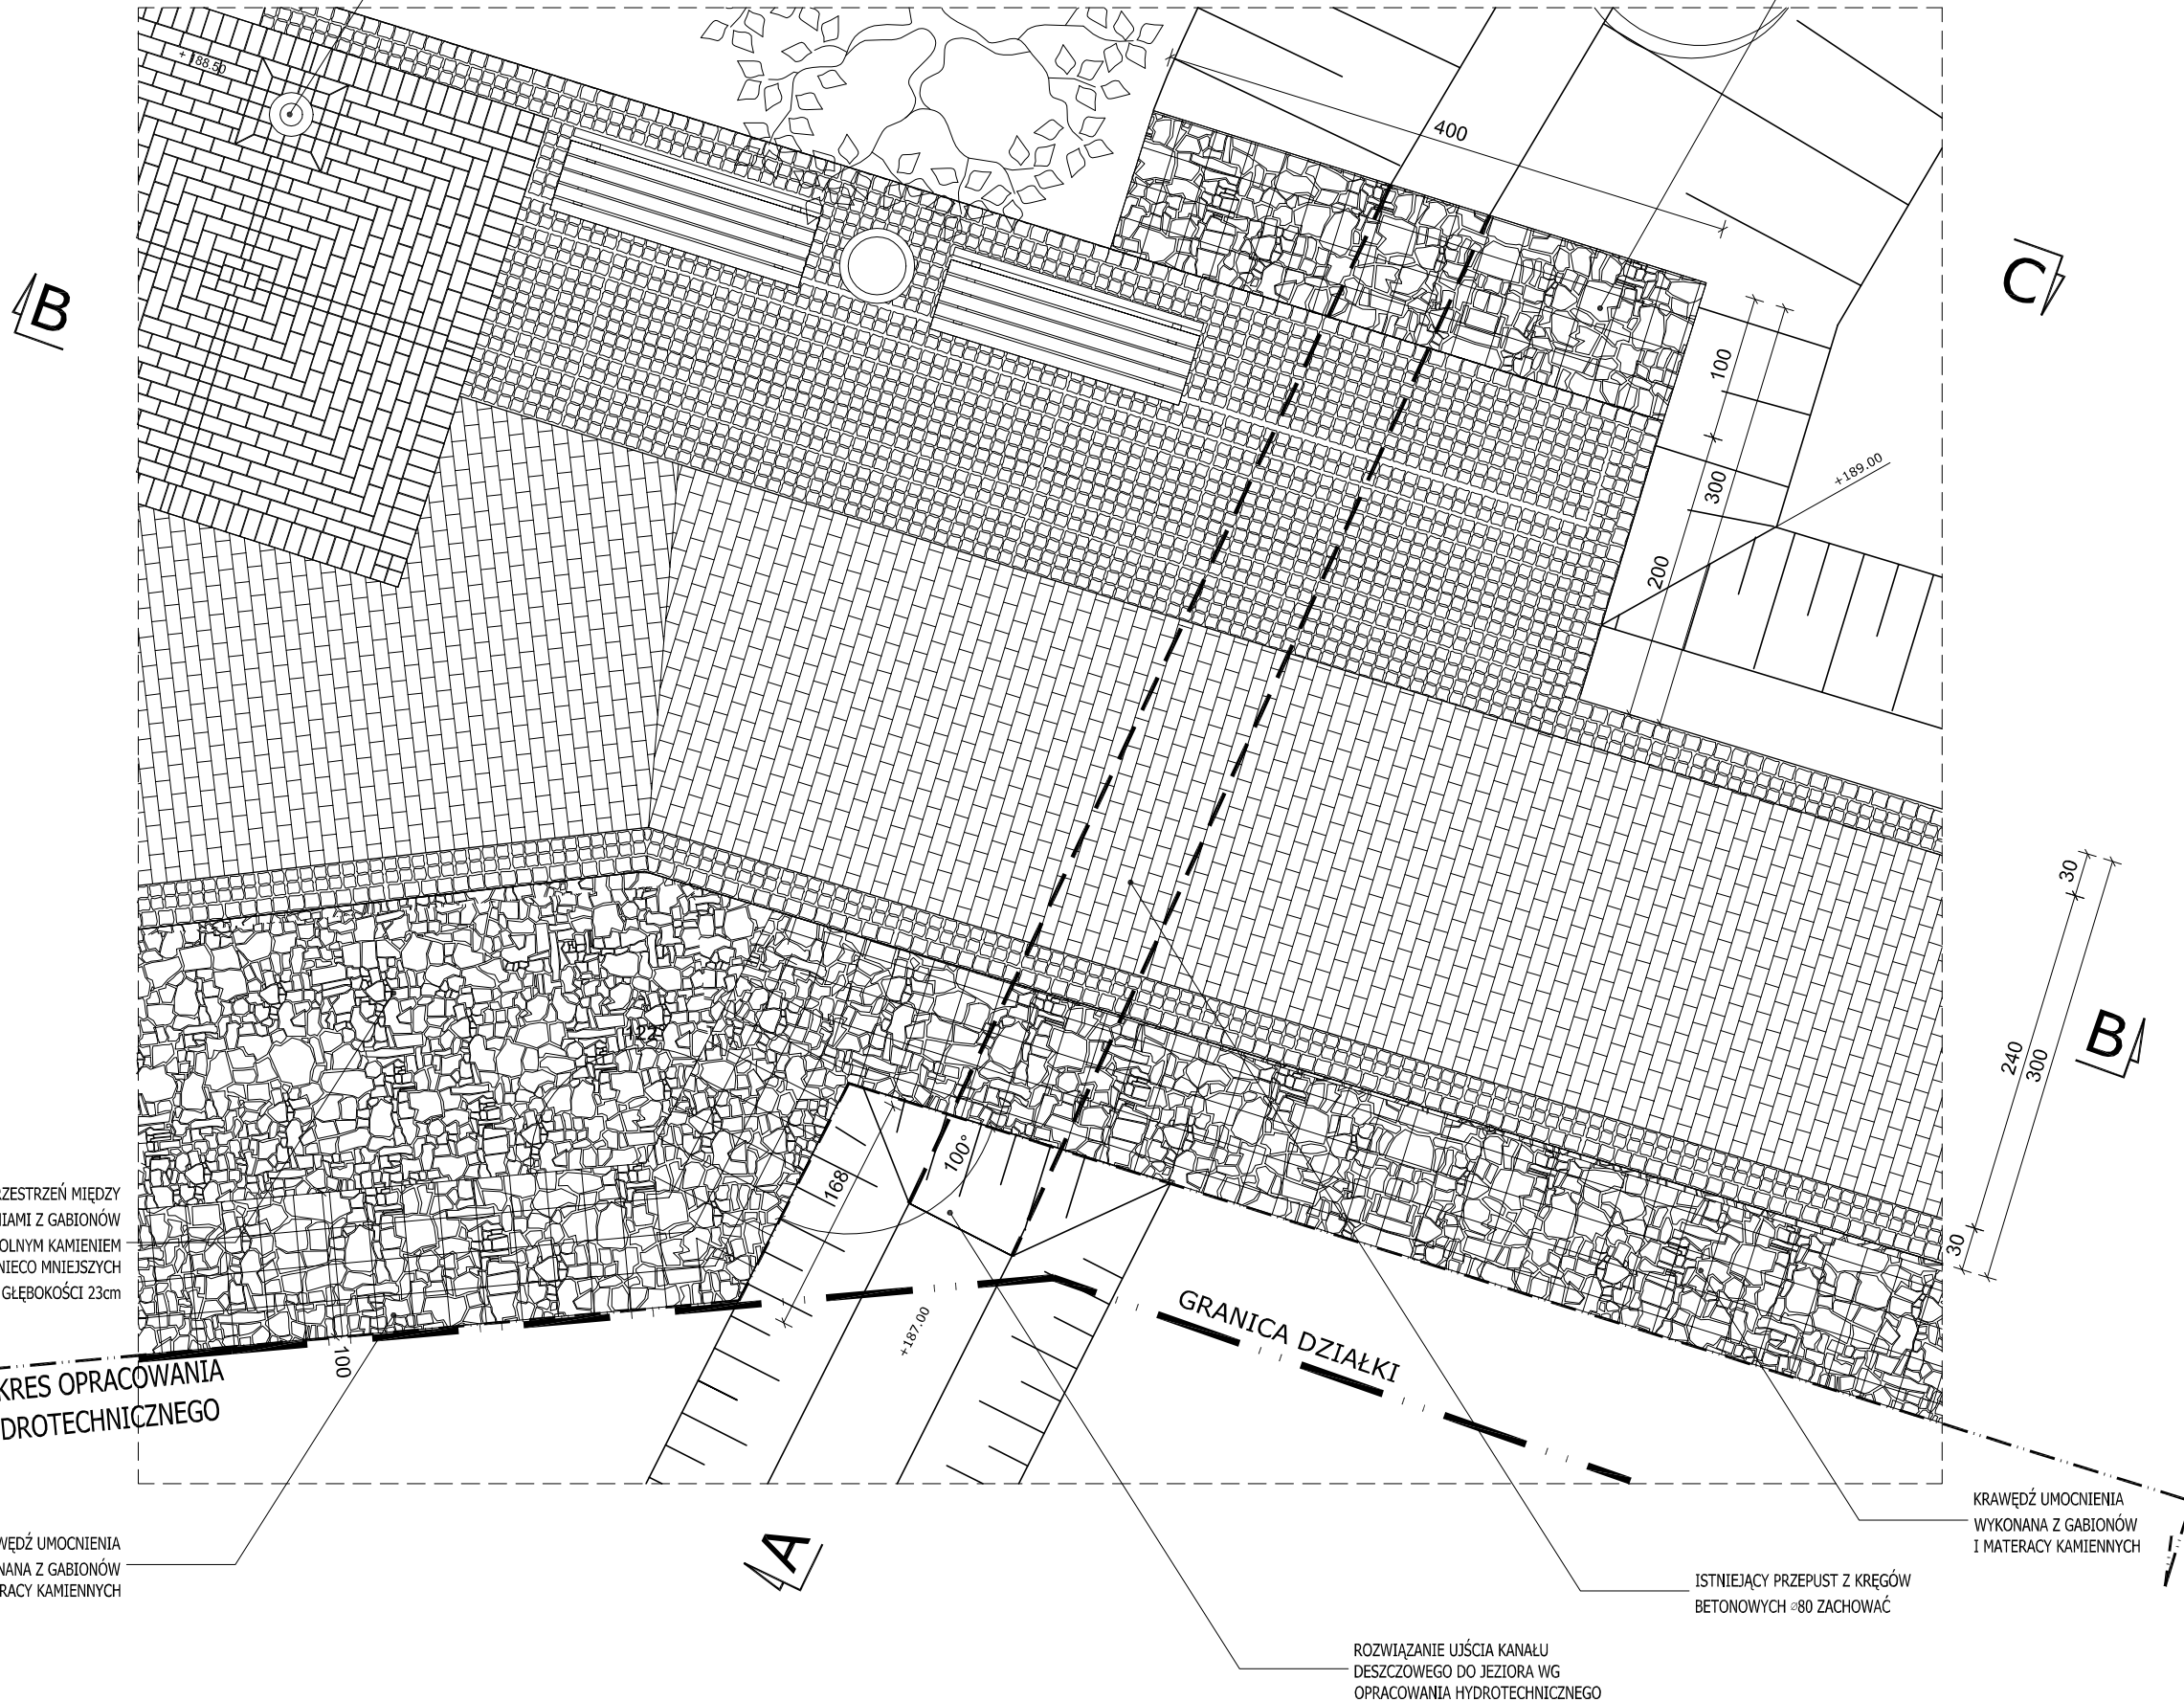 + 188.50
400
B
C
100
300
+189.00
200
30
122
B
240
300
100°
168
RZESTRZEŃ MIĘDZY
NIAMI Z GABIONÓW
OLNYM KAMIENIEM
NIECO MNIEJSZYCH
GŁĘBOKOŚCI 23cm
30
+187.00
GRANICA DZIAŁKI
100
KRES OPRACOWANIA
DROTECHNICZNEGO
KRAWĘDŹ UMOCNIENIA
WYKONANA Z GABIONÓW
I MATERACY KAMIENNYCH
WĘDŹ UMOCNIENIA
NANA Z GABIONÓW
RACY KAMIENNYCH
A
ISTNIEJĄCY PRZEPUST Z KRĘGÓW
BETONOWYCH ⌀80 ZACHOWAĆ
ROZWIĄZANIE UJŚCIA KANAŁU
DESZCZOWEGO DO JEZIORA WG
OPRACOWANIA HYDROTECHNICZNEGO